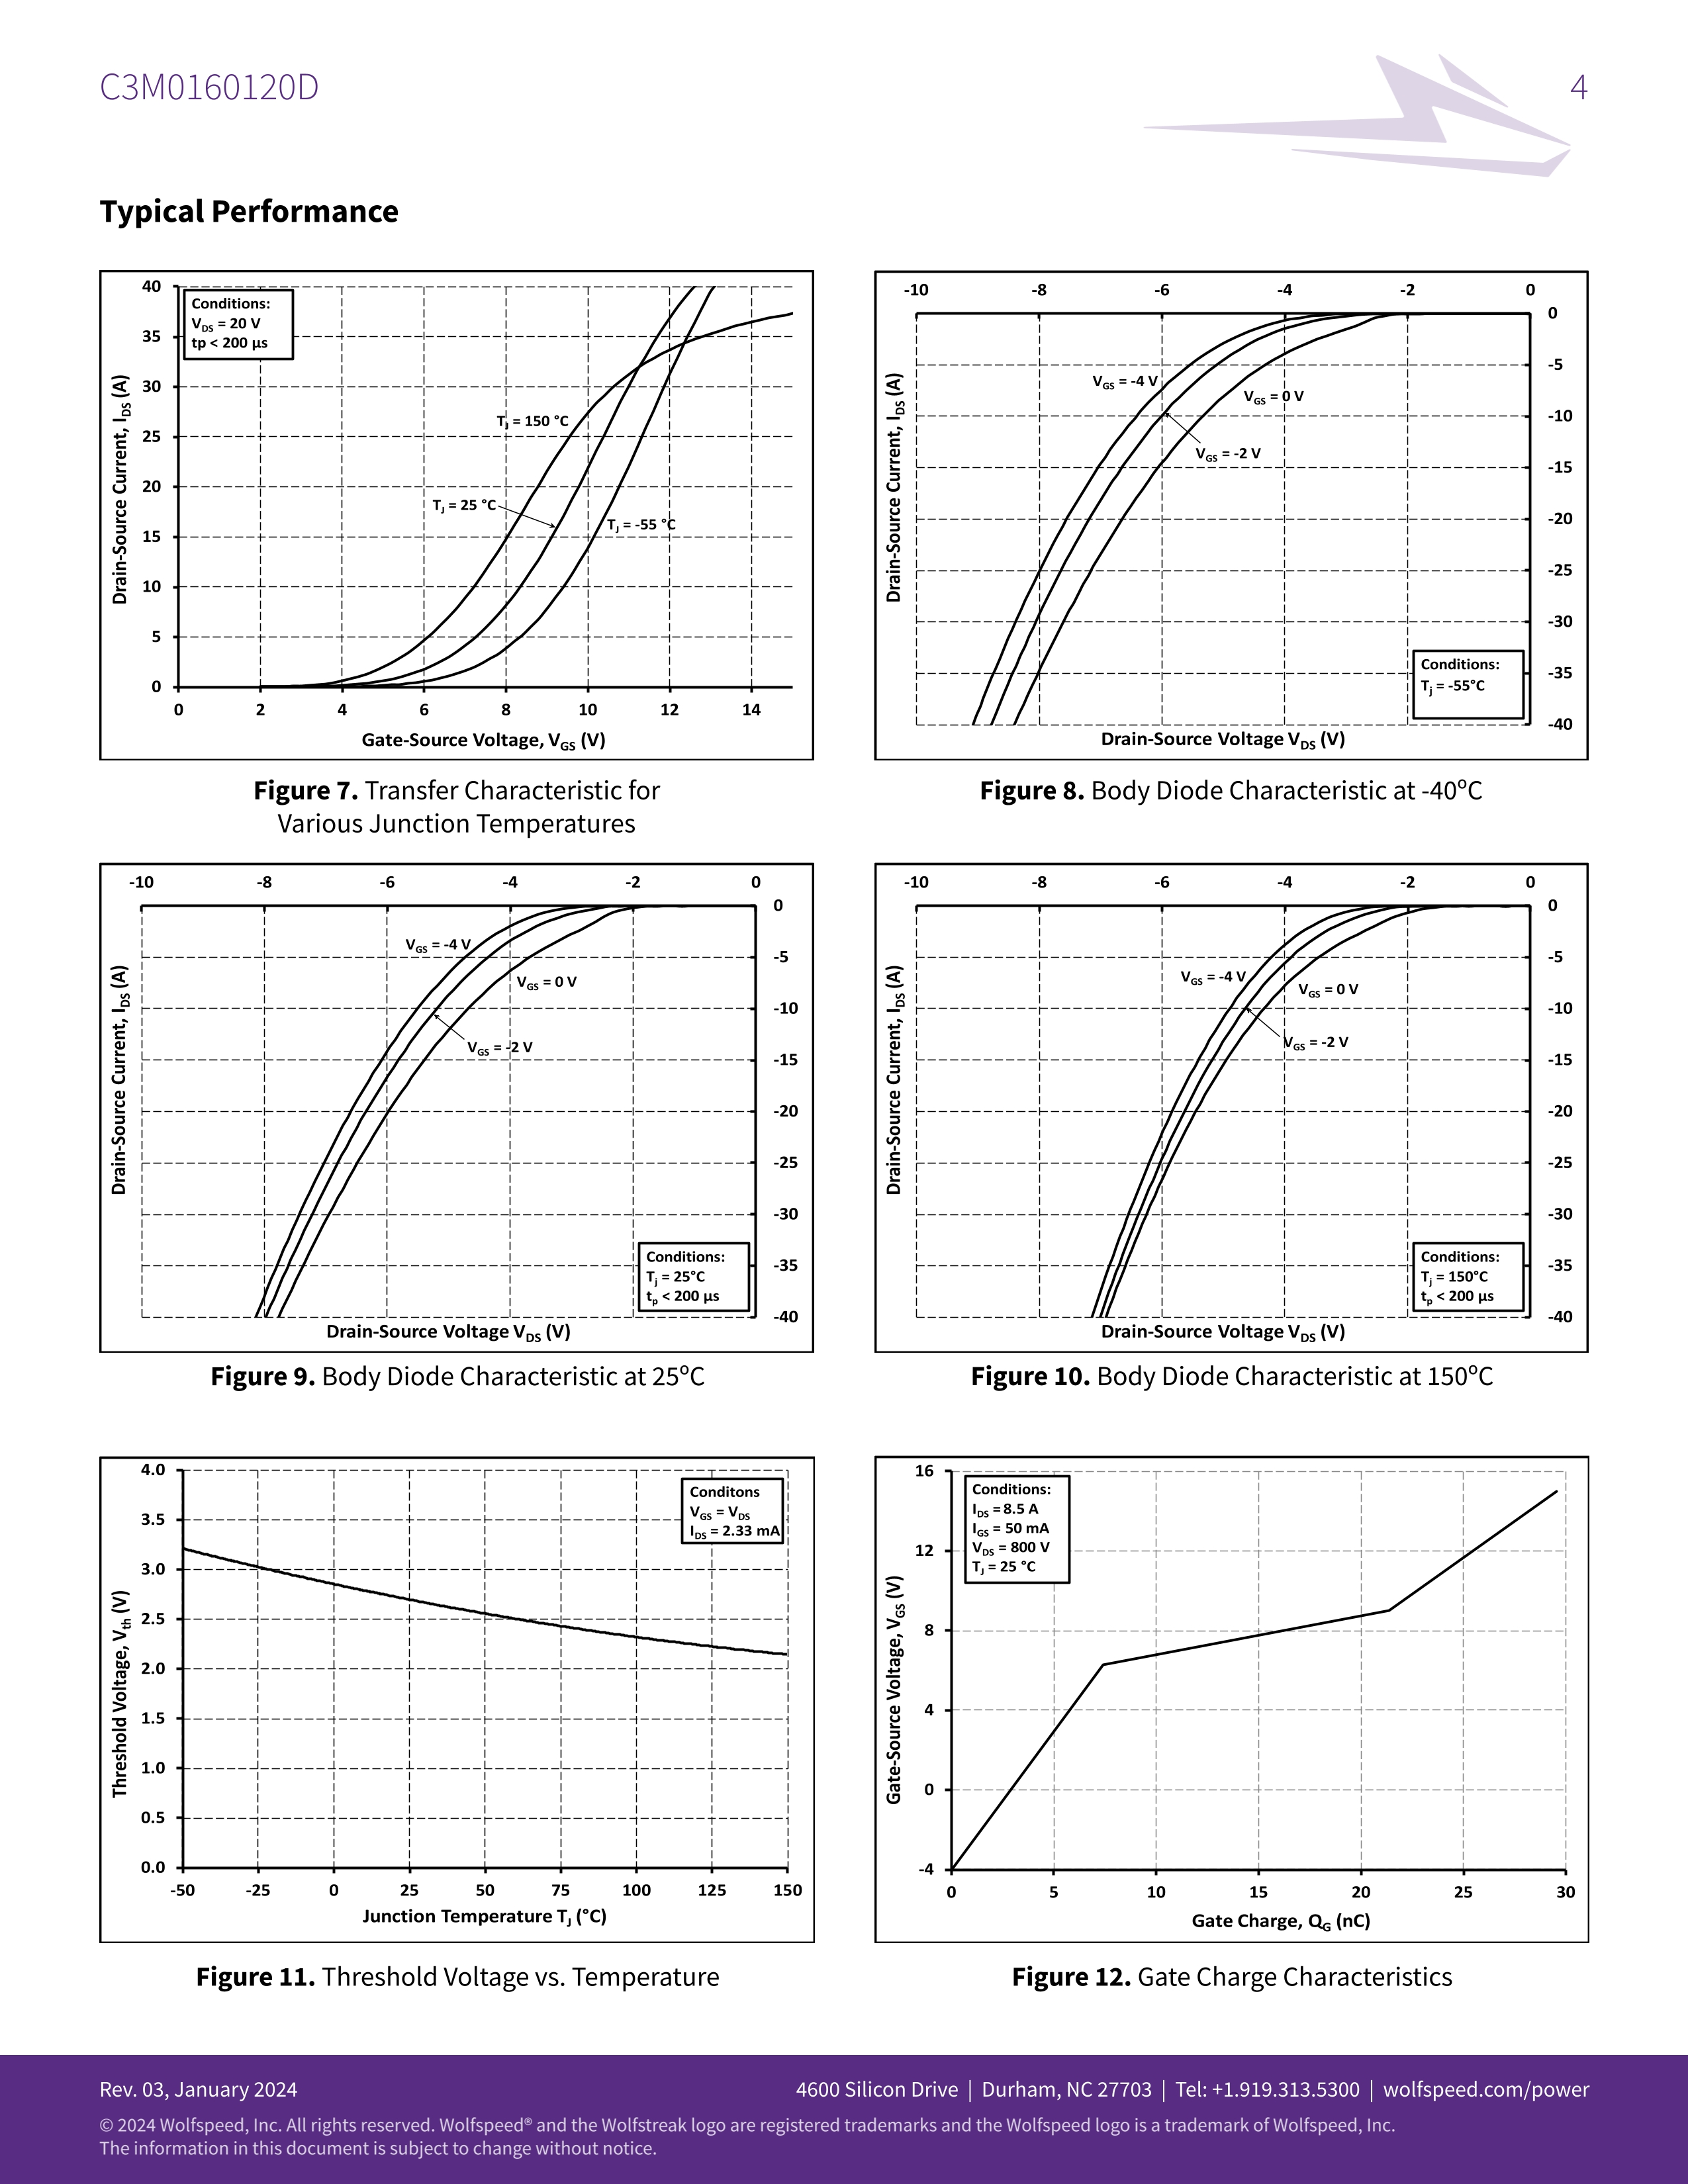 C3M0160120D
4
Typical Performance
40
35
30
25
20
15
10
5
0
0
2
4
6
8
10
12
14
Conditions:
VDS = 20 V
tp < 200 µs
TJ = 150 °C
TJ = 25 °C
TJ = -55 °C
Drain-Source Current, IDS (A)
Gate-Source Voltage, VGS (V)
Figure 7. Transfer Characteristic for
Various Junction Temperatures
-10
-8
-6
-4
-2
0
0
-5
-10
-15
-20
-25
-30
-35
-40
VGS = -4 V
VGS = 0 V
VGS = -2 V
Conditions:
Tj = -55°C
Drain-Source Current, IDS (A)
Drain-Source Voltage VDS (V)
Figure 8. Body Diode Characteristic at -40ºC
-10
-8
-6
-4
-2
0
0
-5
-10
-15
-20
-25
-30
-35
-40
VGS = -4 V
VGS = 0 V
VGS = -2 V
Conditions:
Tj = 25°C
tp < 200 µs
Drain-Source Current, IDS (A)
Drain-Source Voltage VDS (V)
Figure 9. Body Diode Characteristic at 25ºC
-10
-8
-6
-4
-2
0
0
-5
-10
-15
-20
-25
-30
-35
-40
VGS = -4 V
VGS = 0 V
VGS = -2 V
Conditions:
Tj = 150°C
tp < 200 µs
Drain-Source Current, IDS (A)
Drain-Source Voltage VDS (V)
Figure 10. Body Diode Characteristic at 150ºC
4.0
3.5
3.0
2.5
2.0
1.5
1.0
0.5
0.0
-50
-25
0
25
50
75
100
125
150
Conditons
VGS = VDS
IDS = 2.33 mA
Threshold Voltage, Vth (V)
Junction Temperature TJ (°C)
Figure 11. Threshold Voltage vs. Temperature
16
12
8
4
0
-4
0
5
10
15
20
25
30
Conditions:
IDS = 8.5 A
IGS = 50 mA
VDS = 800 V
TJ = 25 °C
Gate-Source Voltage, VGS (V)
Gate Charge, QG (nC)
Figure 12. Gate Charge Characteristics
Rev. 03, January 2024
4600 Silicon Drive | Durham, NC 27703 | Tel: +1.919.313.5300 | wolfspeed.com/power
© 2024 Wolfspeed, Inc. All rights reserved. Wolfspeed® and the Wolfstreak logo are registered trademarks and the Wolfspeed logo is a trademark of Wolfspeed, Inc.
The information in this document is subject to change without notice.